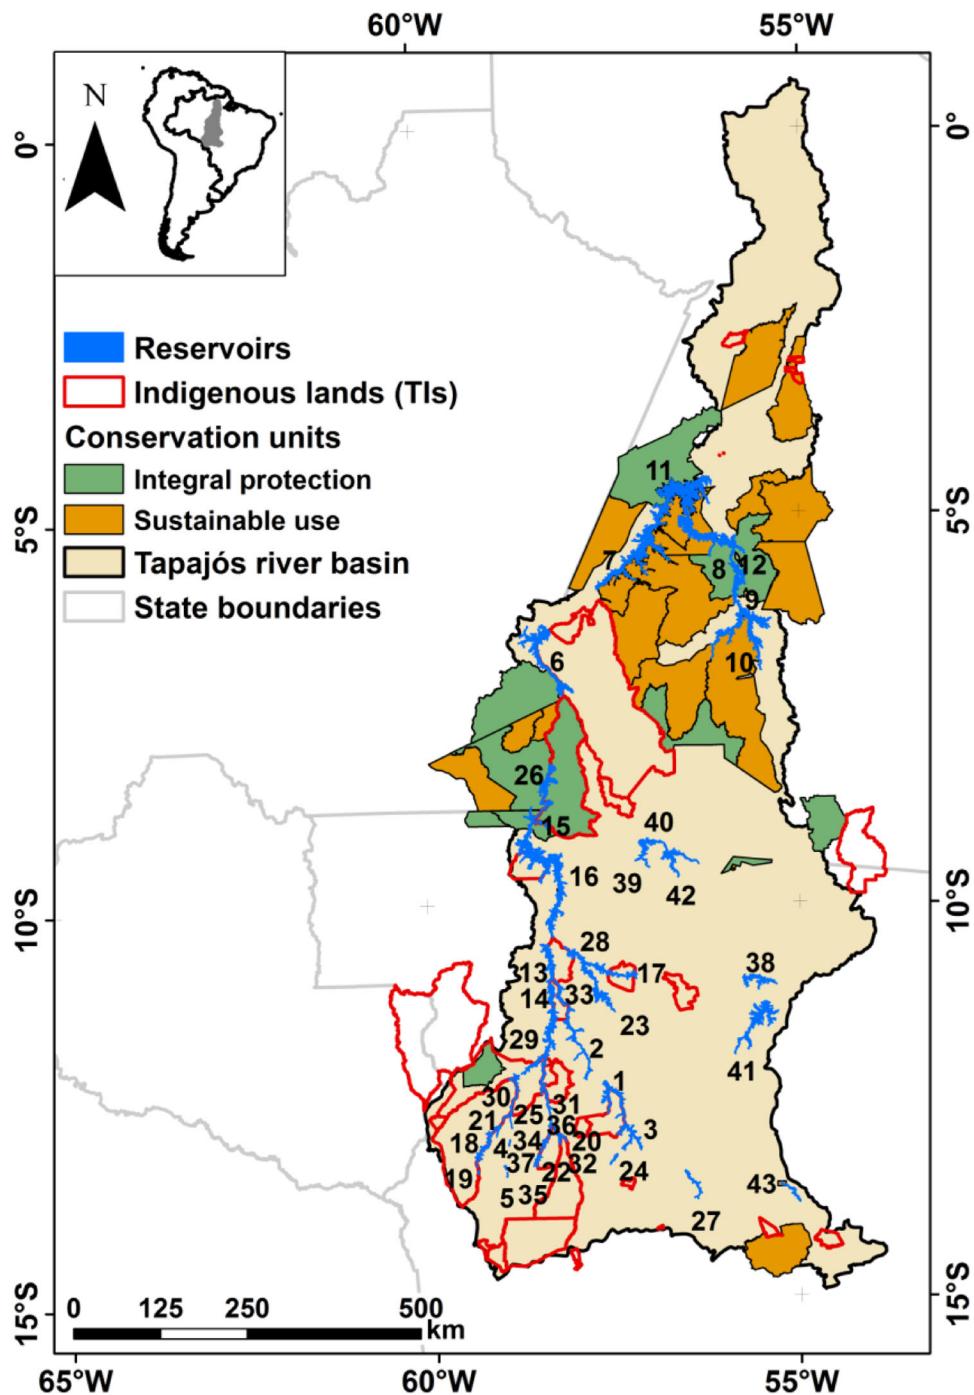 60°W 55°W
N
0° 0°
Reservoirs
Indigenous lands (TIs)
Conservation units
Integral protection
Sustainable use
Tapajós river basin
State boundaries
11
5°S 5°S
7 8 12
9
6 10
26
15 40
16 39 42
10°S 10°S
28
13 17 38
14 33
23
29 2 41
1
30 31
21 25 36 3
18 4 34 20
37 32
19 22 24 43
5 35
27
15°S 15°S
0 125 250 500
km
65°W 60°W 55°W